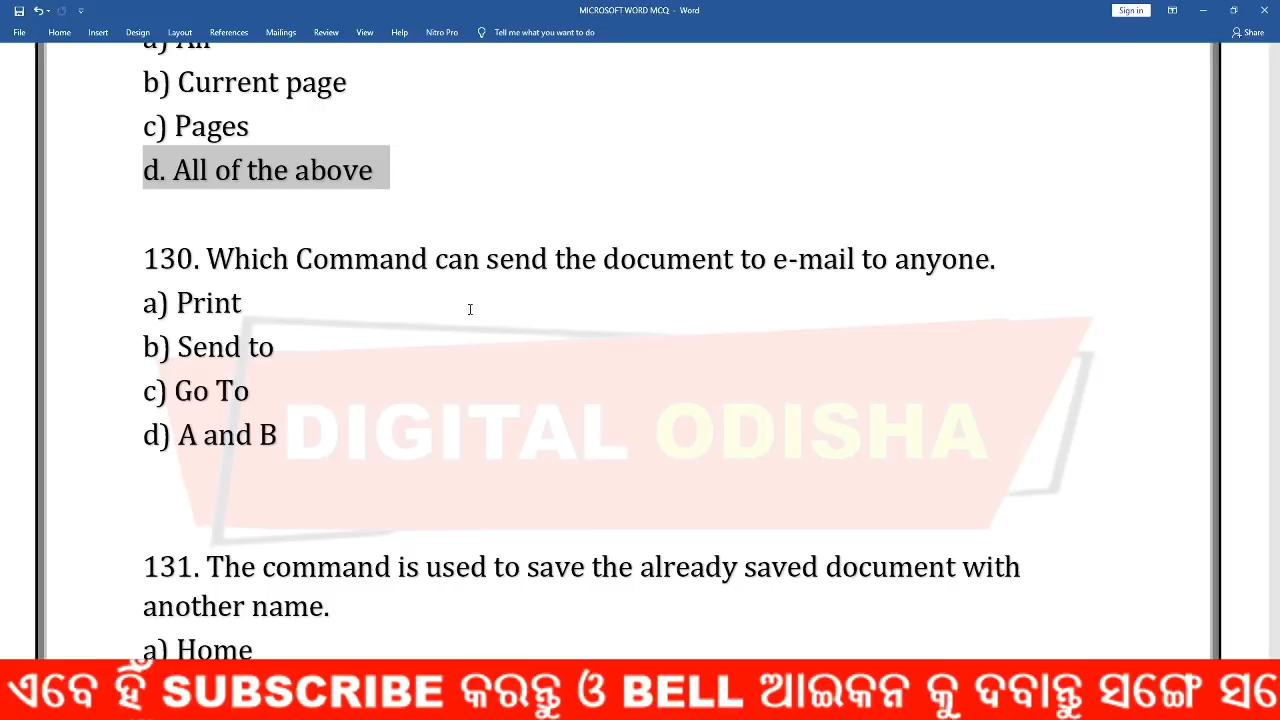 MICROSOFT WORD MCQ - Word
Sign in
File Home Insert Design Layout References Mailings Review View Help Nitro Pro Tell me what you want to do Share
a) All
b) Current page
c) Pages
d. All of the above
130. Which Command can send the document to e-mail to anyone.
a) Print
b) Send to
c) Go To
d) A and B
DIGITAL ODISHA
131. The command is used to save the already saved document with
another name.
a) Home
ଏବେ ହିଁ SUBSCRIBE କରନ୍ତୁ ଓ BELL ଆଇକନ କୁ ଦବାନ୍ତୁ ସଙ୍ଗେ